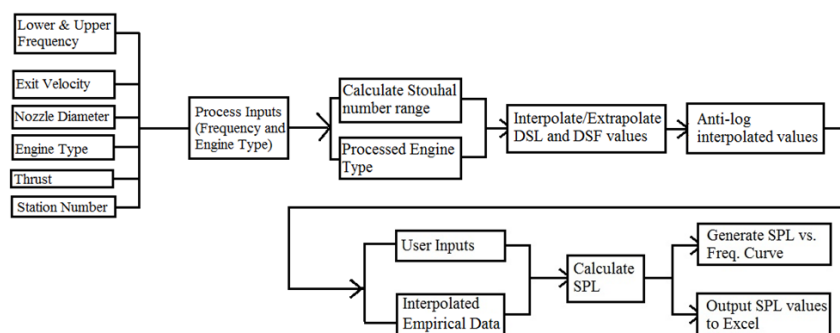 Lower & Upper
Frequency
Exit Velocity
Nozzle Diameter
Engine Type
Thrust
Station Number
Process Inputs
(Frequency and
Engine Type)
Calculate Stouhal
number range
Processed Engine
Type
Interpolate/Extrapolate
DSL and DSF values
Anti-log
interpolated values
User Inputs
Interpolated
Empirical Data
Calculate
SPL
Generate SPL vs.
Freq. Curve
Output SPL values
to Excel